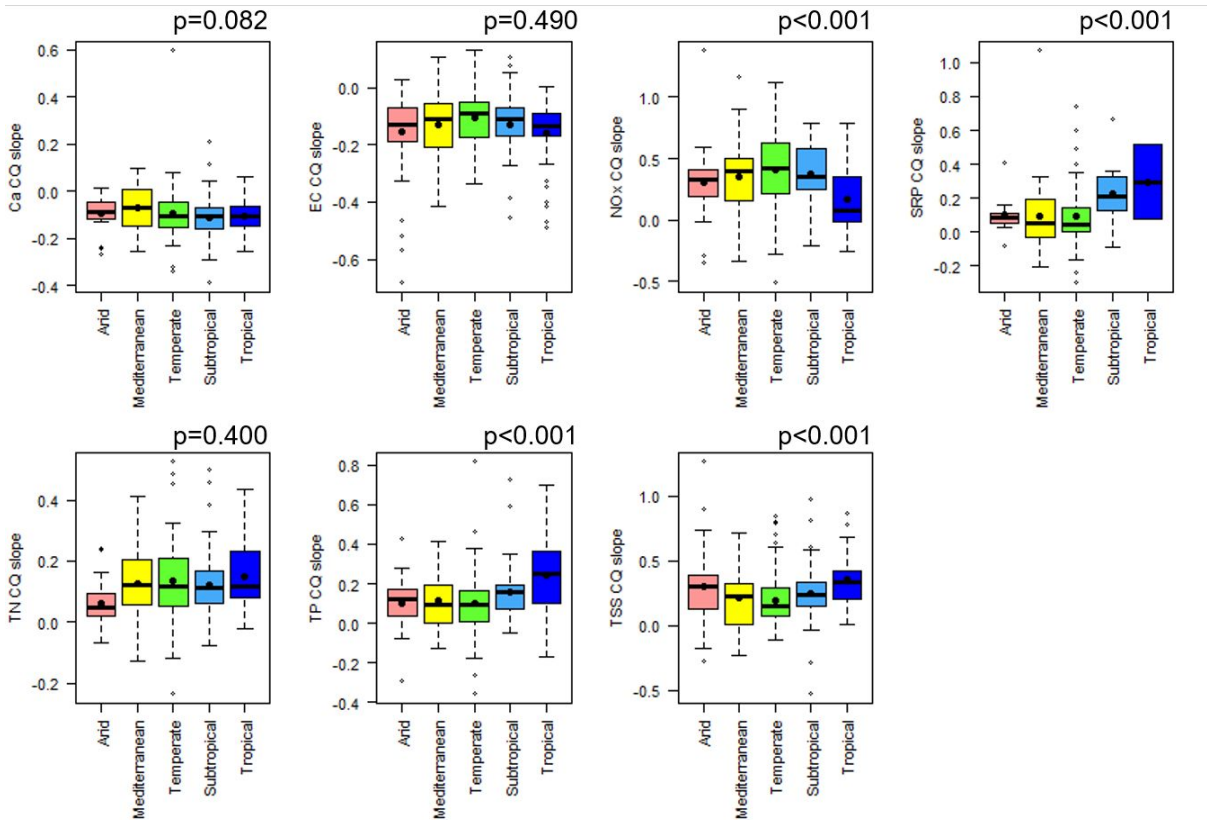 p=0.082
Ca CQ slope
0.6
0.4
0.2
0.0
-0.2
-0.4
Arid
Mediterranean
Temperate
Subtropical
Tropical
p=0.490
EC CQ slope
0.0
-0.2
-0.4
-0.6
Arid
Mediterranean
Temperate
Subtropical
Tropical
p<0.001
NOx CQ slope
1.0
0.5
0.0
-0.5
Arid
Mediterranean
Temperate
Subtropical
Tropical
p<0.001
SRP CQ slope
1.0
0.8
0.6
0.4
0.2
0.0
-0.2
Arid
Mediterranean
Temperate
Subtropical
Tropical
p=0.400
TN CQ slope
0.4
0.2
0.0
-0.2
Arid
Mediterranean
Temperate
Subtropical
Tropical
p<0.001
TP CQ slope
0.8
0.6
0.4
0.2
0.0
-0.2
-0.4
Arid
Mediterranean
Temperate
Subtropical
Tropical
p<0.001
TSS CQ slope
1.0
0.5
0.0
-0.5
Arid
Mediterranean
Temperate
Subtropical
Tropical